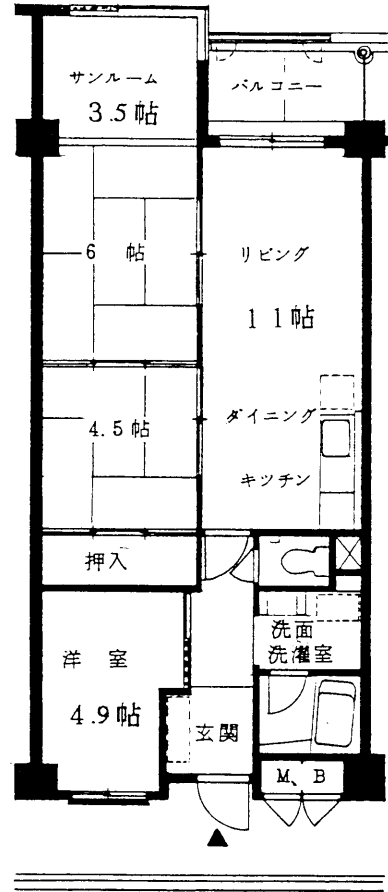 サンルーム
3.5帖
バルコニー
6 帖
リビング
11帖
4.5帖
ダイニング
キッチン
押入
洋 室
4.9帖
洗面
洗濯室
玄関
M、B